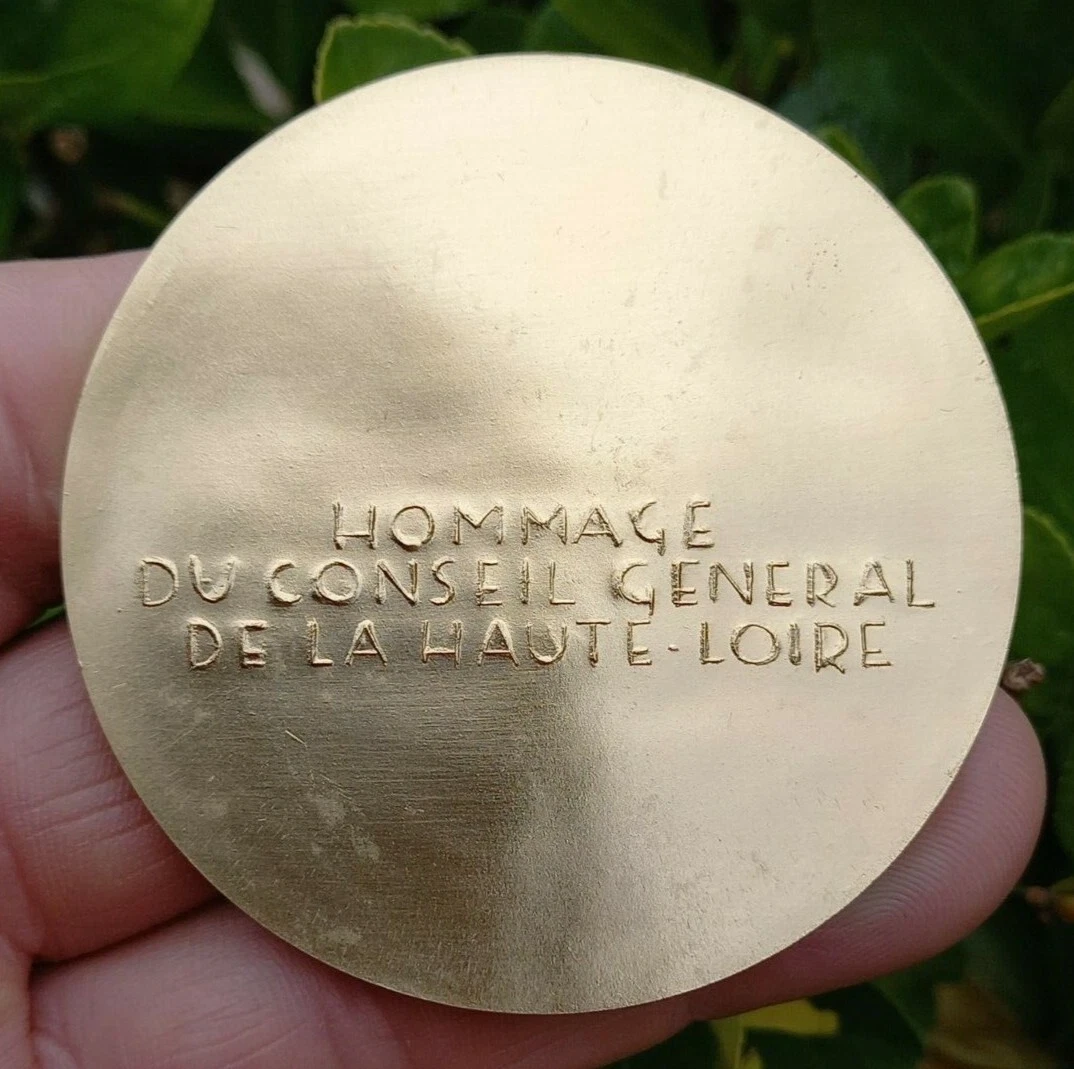 HOMMAGE
DU CONSEIL GENERAL
DE LA HAUTE-LOIRE